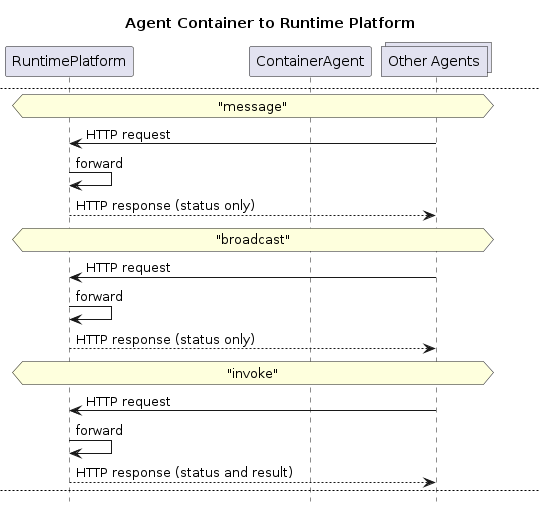 Agent Container to Runtime Platform
RuntimePlatform
ContainerAgent
Other Agents
"message"
HTTP request
forward
HTTP response (status only)
"broadcast"
HTTP request
forward
HTTP response (status only)
"invoke"
HTTP request
forward
HTTP response (status and result)